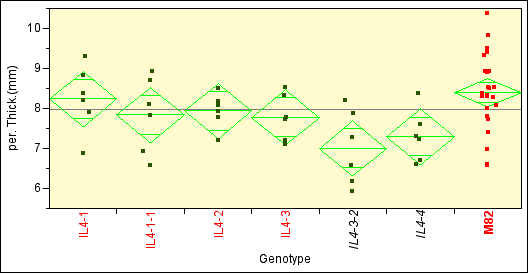 per. Thick.(mm)
10
9
8
7
6
IL4-1
IL4-1-1
IL4-2
IL4-3
IL4-3-2
IL4-4
M82
Genotype